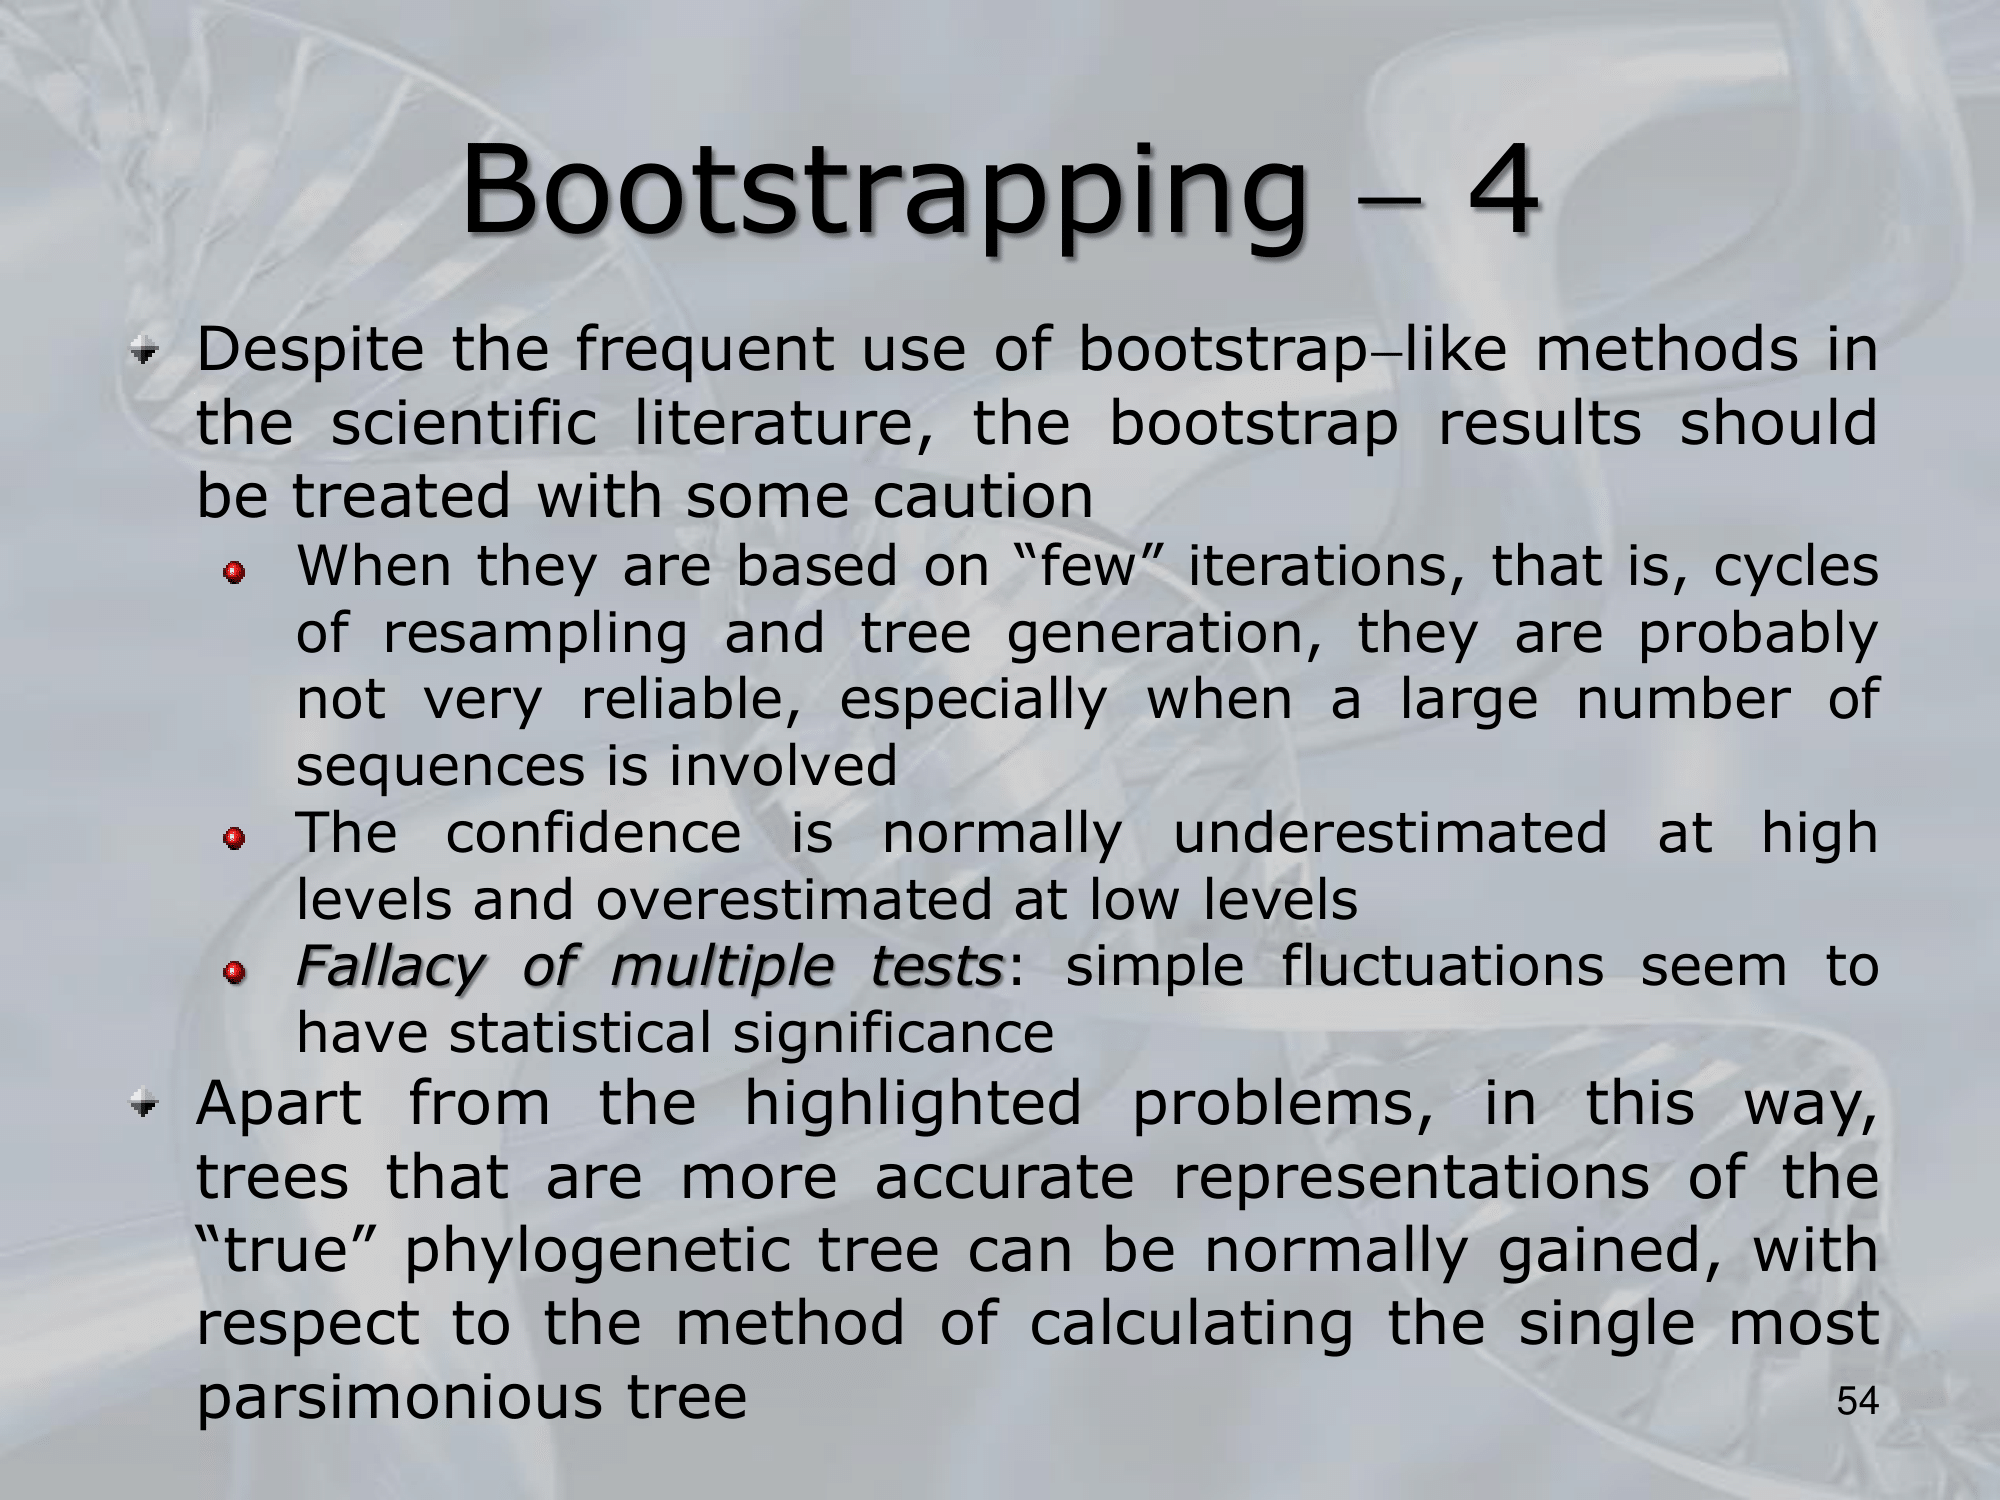 Bootstrapping – 4
Despite the frequent use of bootstrap–like methods in
the scientific literature, the bootstrap results should
be treated with some caution
When they are based on “few” iterations, that is, cycles
of resampling and tree generation, they are probably
not very reliable, especially when a large number of
sequences is involved
The confidence is normally underestimated at high
levels and overestimated at low levels
Fallacy of multiple tests: simple fluctuations seem to
have statistical significance
Apart from the highlighted problems, in this way,
trees that are more accurate representations of the
“true” phylogenetic tree can be normally gained, with
respect to the method of calculating the single most
parsimonious tree
54